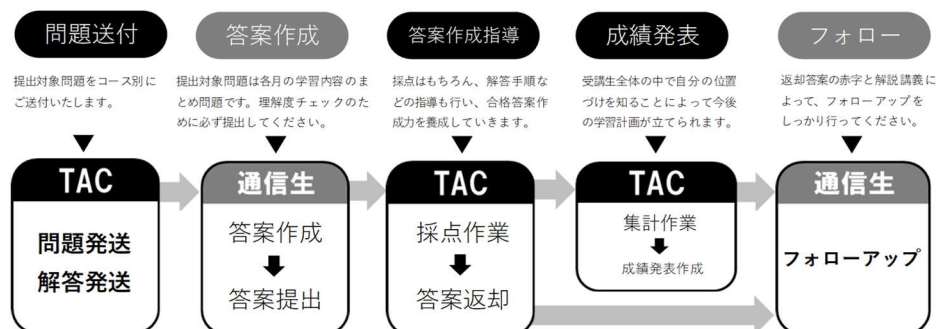 問題送付
提出対象問題をコース別に
ご送付いたします。
TAC
問題発送
解答発送
答案作成
提出対象問題は各月の学習内容のま
とめ問題です。理解度チェックのた
めに必ず提出してください。
通信生
答案作成
答案提出
答案作成指導
採点はもちろん、解答手順な
どの指導も行い、合格答案作
成力を養成していきます。
TAC
採点作業
答案返却
成績発表
受講生全体の中で自分の位置
づけを知ることによって今後
の学習計画が立てられます。
TAC
集計作業
成績発表作成
フォロー
返却答案の赤字と解説講義に
よって、フォローアップを
しっかり行ってください。
通信生
フォローアップ